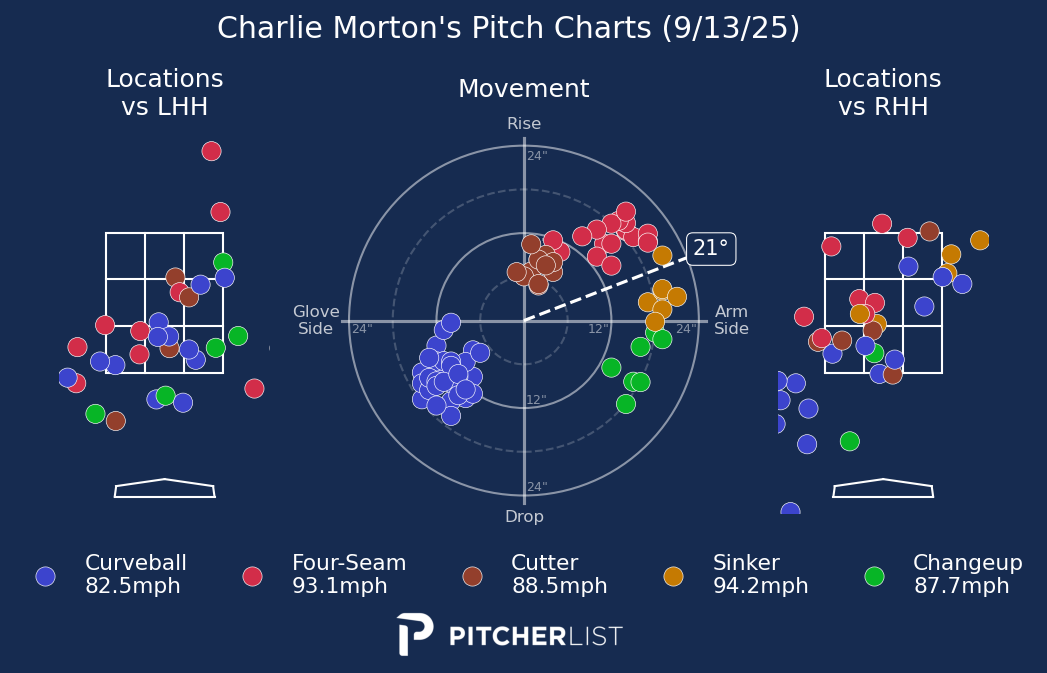 Charlie Morton's Pitch Charts (9/13/25)
Locations
vs LHH
Movement
Locations
vs RHH
Rise
24"
21°
Glove
Side
24"
12"
24"
Arm
Side
12"
24"
Drop
Curveball
82.5mph
Four-Seam
93.1mph
Cutter
88.5mph
Sinker
94.2mph
Changeup
87.7mph
PITCHERLIST